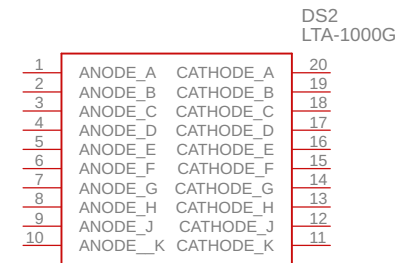 DS2
LTA-1000G
1 ANODE_A CATHODE_A 20
2 ANODE_B CATHODE_B 19
3 ANODE_C CATHODE_C 18
4 ANODE_D CATHODE_D 17
5 ANODE_E CATHODE_E 16
6 ANODE_F CATHODE_F 15
7 ANODE_G CATHODE_G 14
8 ANODE_H CATHODE_H 13
9 ANODE_J CATHODE_J 12
10 ANODE__K CATHODE_K 11